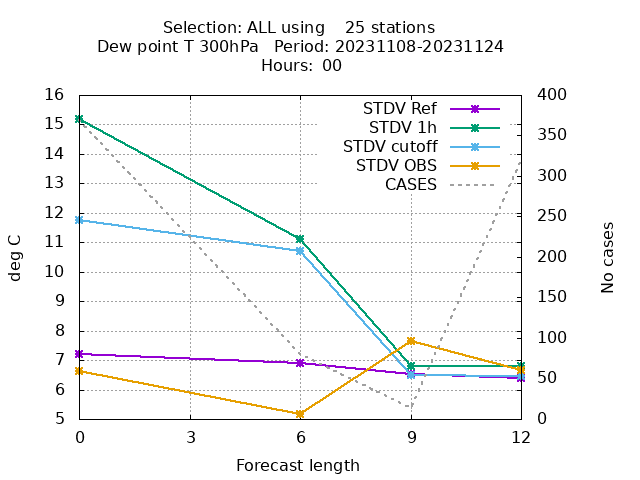 Selection: ALL using    25 stations
Dew point T 300hPa   Period: 20231108-20231124
Hours: 00
STDV Ref
STDV 1h
STDV cutoff
STDV OBS
CASES
deg C
16
15
14
13
12
11
10
9
8
7
6
5
400
350
300
250
200
150
100
50
0
No cases
0 3 6 9 12
Forecast length